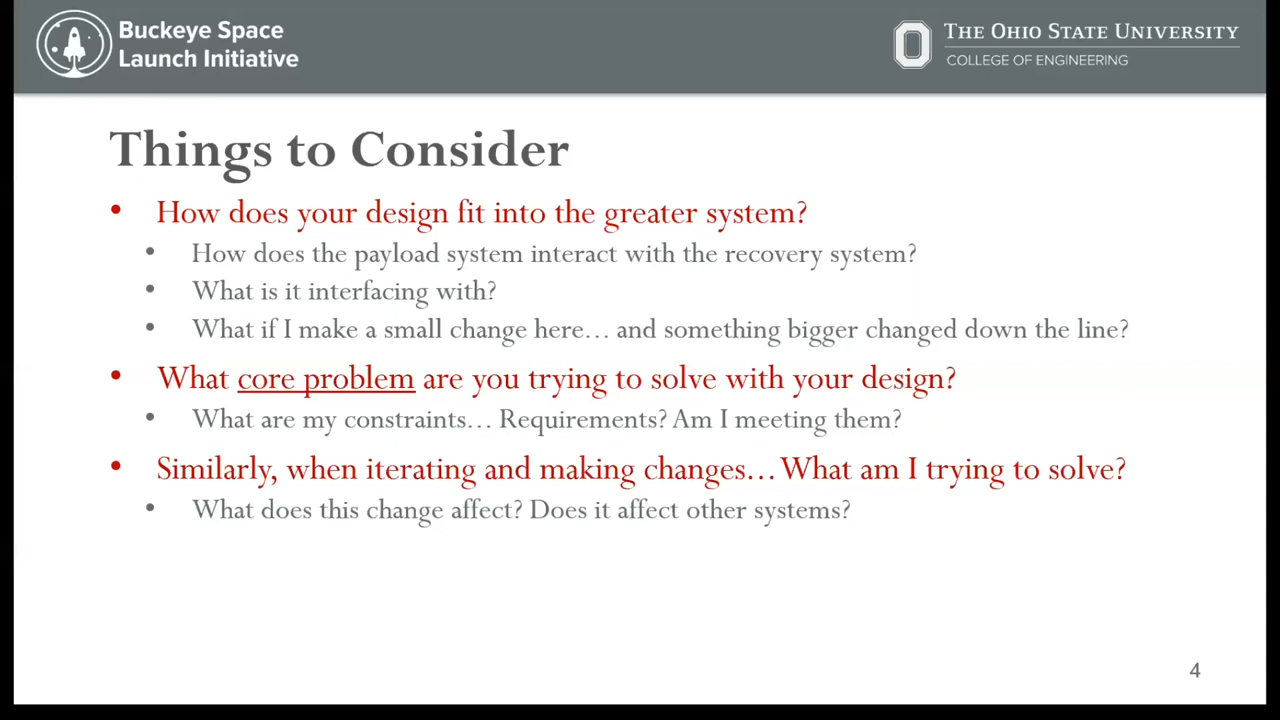 Buckeye Space
Launch Initiative
THE OHIO STATE UNIVERSITY
COLLEGE OF ENGINEERING
Things to Consider
• How does your design fit into the greater system?
• How does the payload system interact with the recovery system?
• What is it interfacing with?
• What if I make a small change here… and something bigger changed down the line?
• What core problem are you trying to solve with your design?
• What are my constraints… Requirements? Am I meeting them?
• Similarly, when iterating and making changes… What am I trying to solve?
• What does this change affect? Does it affect other systems?
4